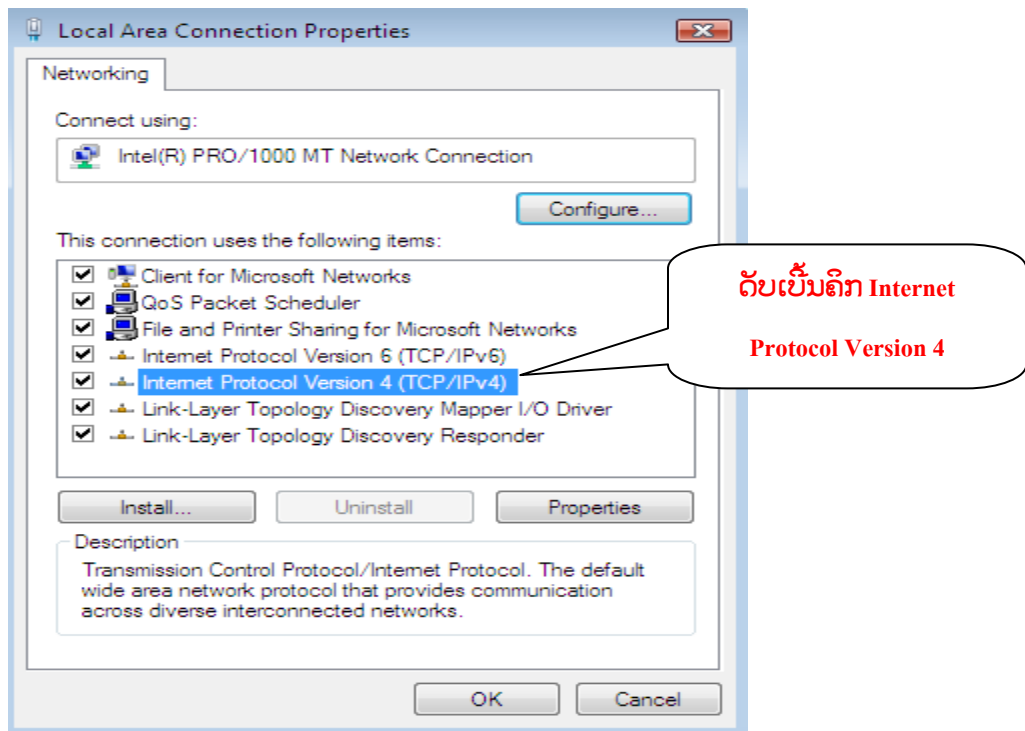 Local Area Connection Properties
Networking
Connect using:
Intel(R) PRO/1000 MT Network Connection
Configure...
This connection uses the following items:
Client for Microsoft Networks
QoS Packet Scheduler
File and Printer Sharing for Microsoft Networks
Internet Protocol Version 6 (TCP/IPv6)
Internet Protocol Version 4 (TCP/IPv4)
Link-Layer Topology Discovery Mapper I/O Driver
Link-Layer Topology Discovery Responder
ດັບເບີ້ນຄິກ Internet
Protocol Version 4
Install...
Uninstall
Properties
Description
Transmission Control Protocol/Internet Protocol. The default
wide area network protocol that provides communication
across diverse interconnected networks.
OK
Cancel